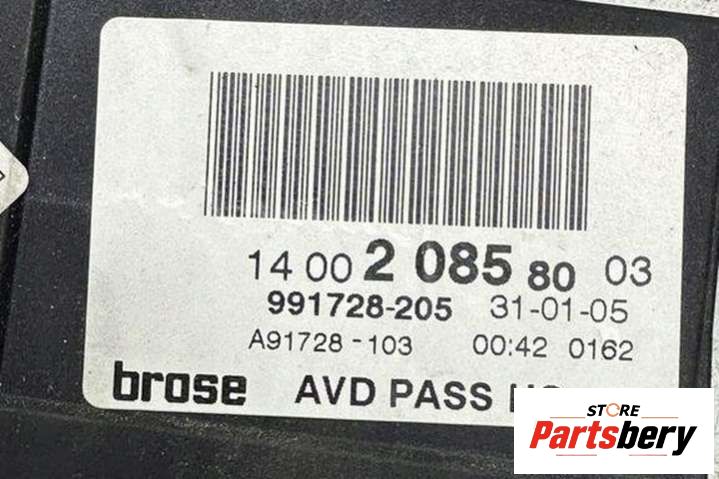 14 00 2 085 80 03
991728-205 31-01-05
A91728-103 00:42 0162
brose AVD PASS
STORE
Partsbery